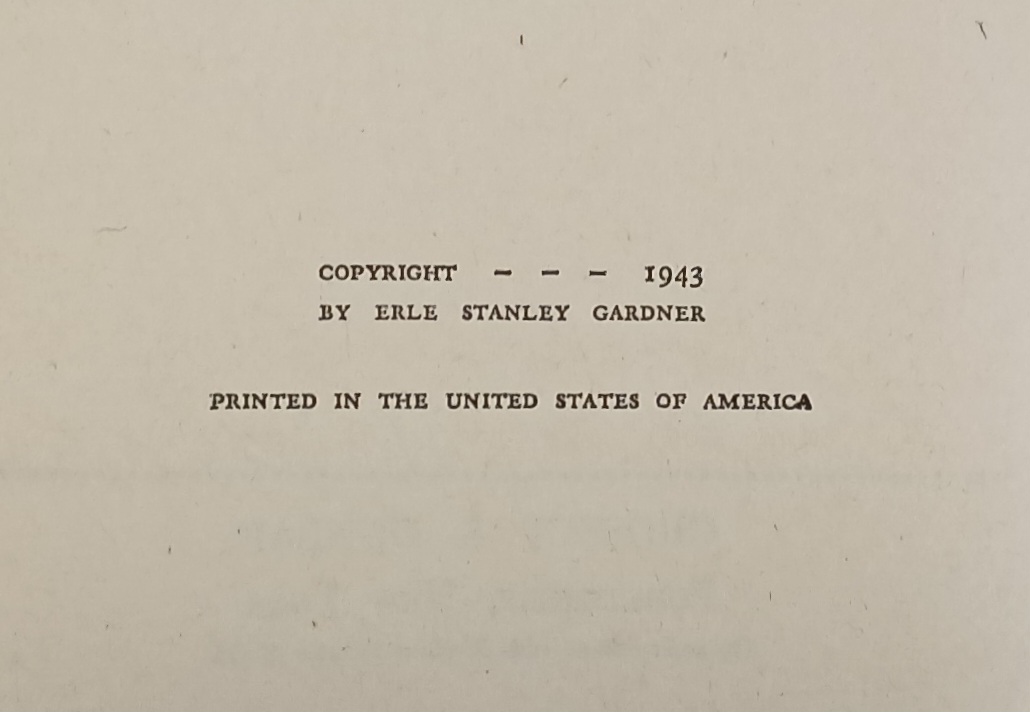 COPYRIGHT - - - 1943
BY ERLE STANLEY GARDNER
PRINTED IN THE UNITED STATES OF AMERICA